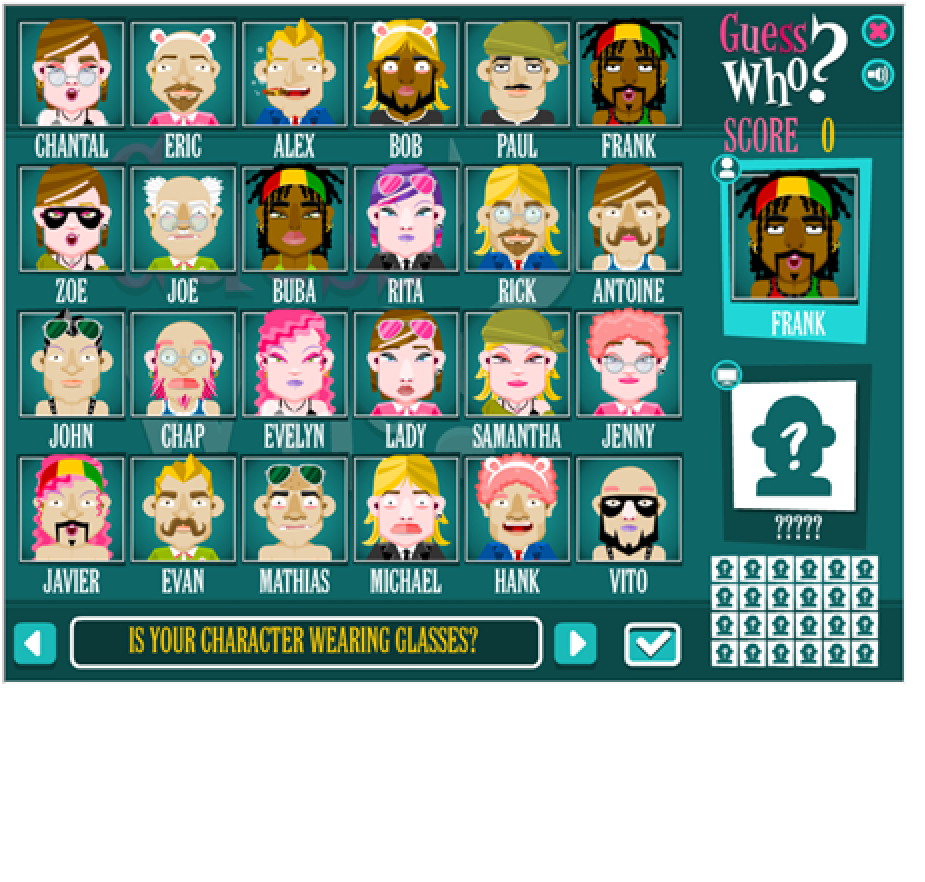 Guess
Who?
SCORE 0
CHANTAL ERIC ALEX BOB PAUL FRANK
ZOE JOE BUBA RITA RICK ANTOINE
FRANK
JOHN CHAP EVELYN LADY SAMANTHA JENNY
?
?????
JAVIER EVAN MATHIAS MICHAEL HANK VITO
IS YOUR CHARACTER WEARING GLASSES?